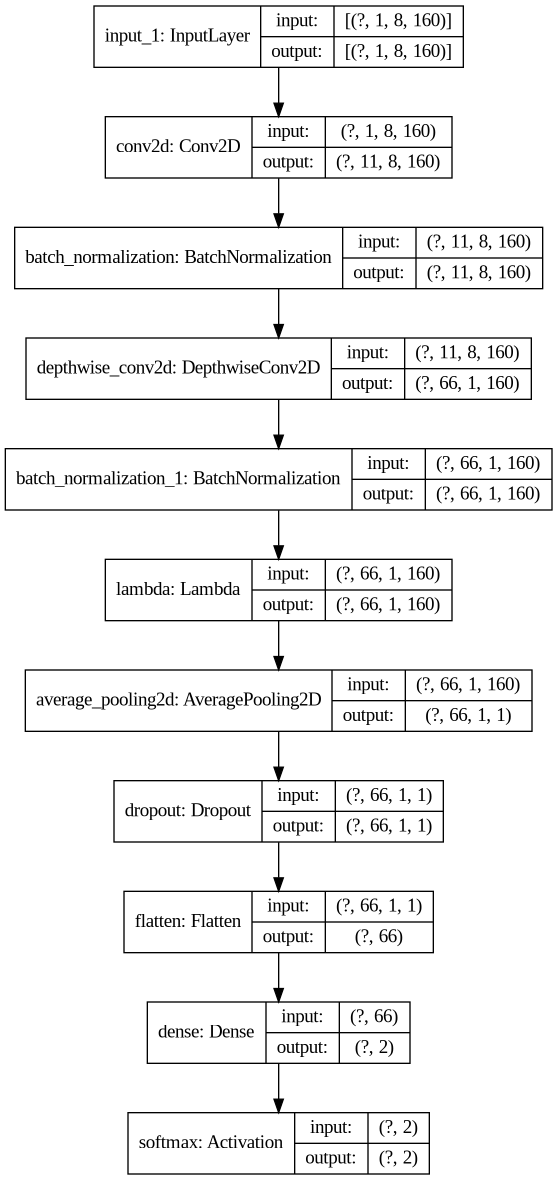 input_1: InputLayer
input: [(?, 1, 8, 160)]
output: [(?, 1, 8, 160)]
conv2d: Conv2D
input: (?, 1, 8, 160)
output: (?, 11, 8, 160)
batch_normalization: BatchNormalization
input: (?, 11, 8, 160)
output: (?, 11, 8, 160)
depthwise_conv2d: DepthwiseConv2D
input: (?, 11, 8, 160)
output: (?, 66, 1, 160)
batch_normalization_1: BatchNormalization
input: (?, 66, 1, 160)
output: (?, 66, 1, 160)
lambda: Lambda
input: (?, 66, 1, 160)
output: (?, 66, 1, 160)
average_pooling2d: AveragePooling2D
input: (?, 66, 1, 160)
output: (?, 66, 1, 1)
dropout: Dropout
input: (?, 66, 1, 1)
output: (?, 66, 1, 1)
flatten: Flatten
input: (?, 66, 1, 1)
output: (?, 66)
dense: Dense
input: (?, 66)
output: (?, 2)
softmax: Activation
input: (?, 2)
output: (?, 2)